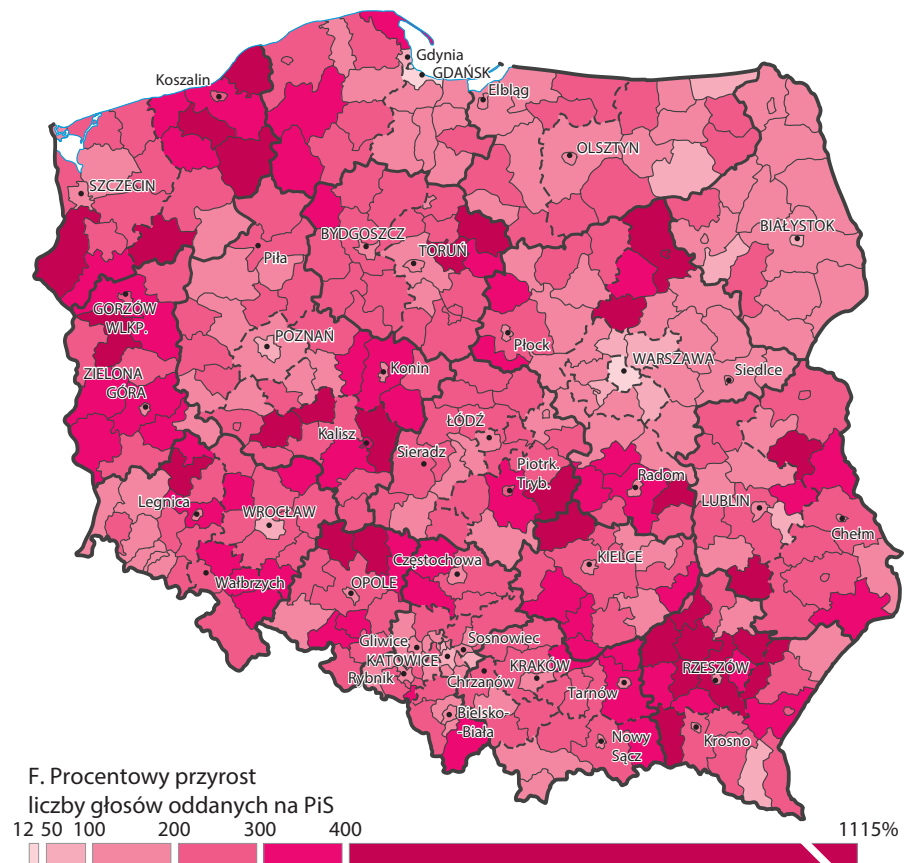 Gdynia
GDAŃSK
Koszalin
Elbląg
OLSZTYN
SZCZECIN
BIAŁYSTOK
BYDGOSZCZ
TORUŃ
Piła
GORZÓW
WLKP.
POZNAŃ
Płock
WARSZAWA
Siedlce
ZIELONA
GÓRA
Konin
ŁÓDŹ
Kalisz
Sieradz
Piotrk.
Tryb.
Radom
Legnica
WROCŁAW
LUBLIN
Chełm
Częstochowa
KIELCE
Wałbrzych
OPOLE
Gliwice
Sosnowiec
KATOWICE
KRAKÓW
RZESZÓW
Rybnik
Chrzanów
Tarnów
Bielsko-
-Biała
Nowy
Sącz
Krosno
F. Procentowy przyrost
liczby głosów oddanych na PiS
12 50 100 200 300 400 1115%